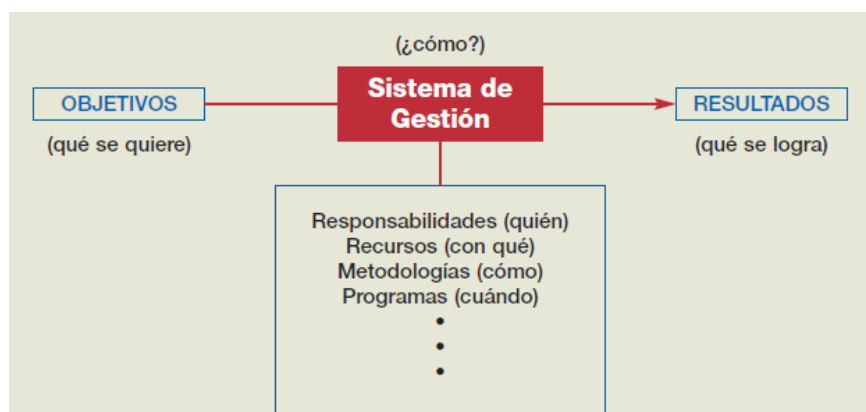 (¿cómo?)
OBJETIVOS
(qué se quiere)
Sistema de
Gestión
RESULTADOS
(qué se logra)
Responsabilidades (quién)
Recursos (con qué)
Metodologías (cómo)
Programas (cuándo)
•
•
•